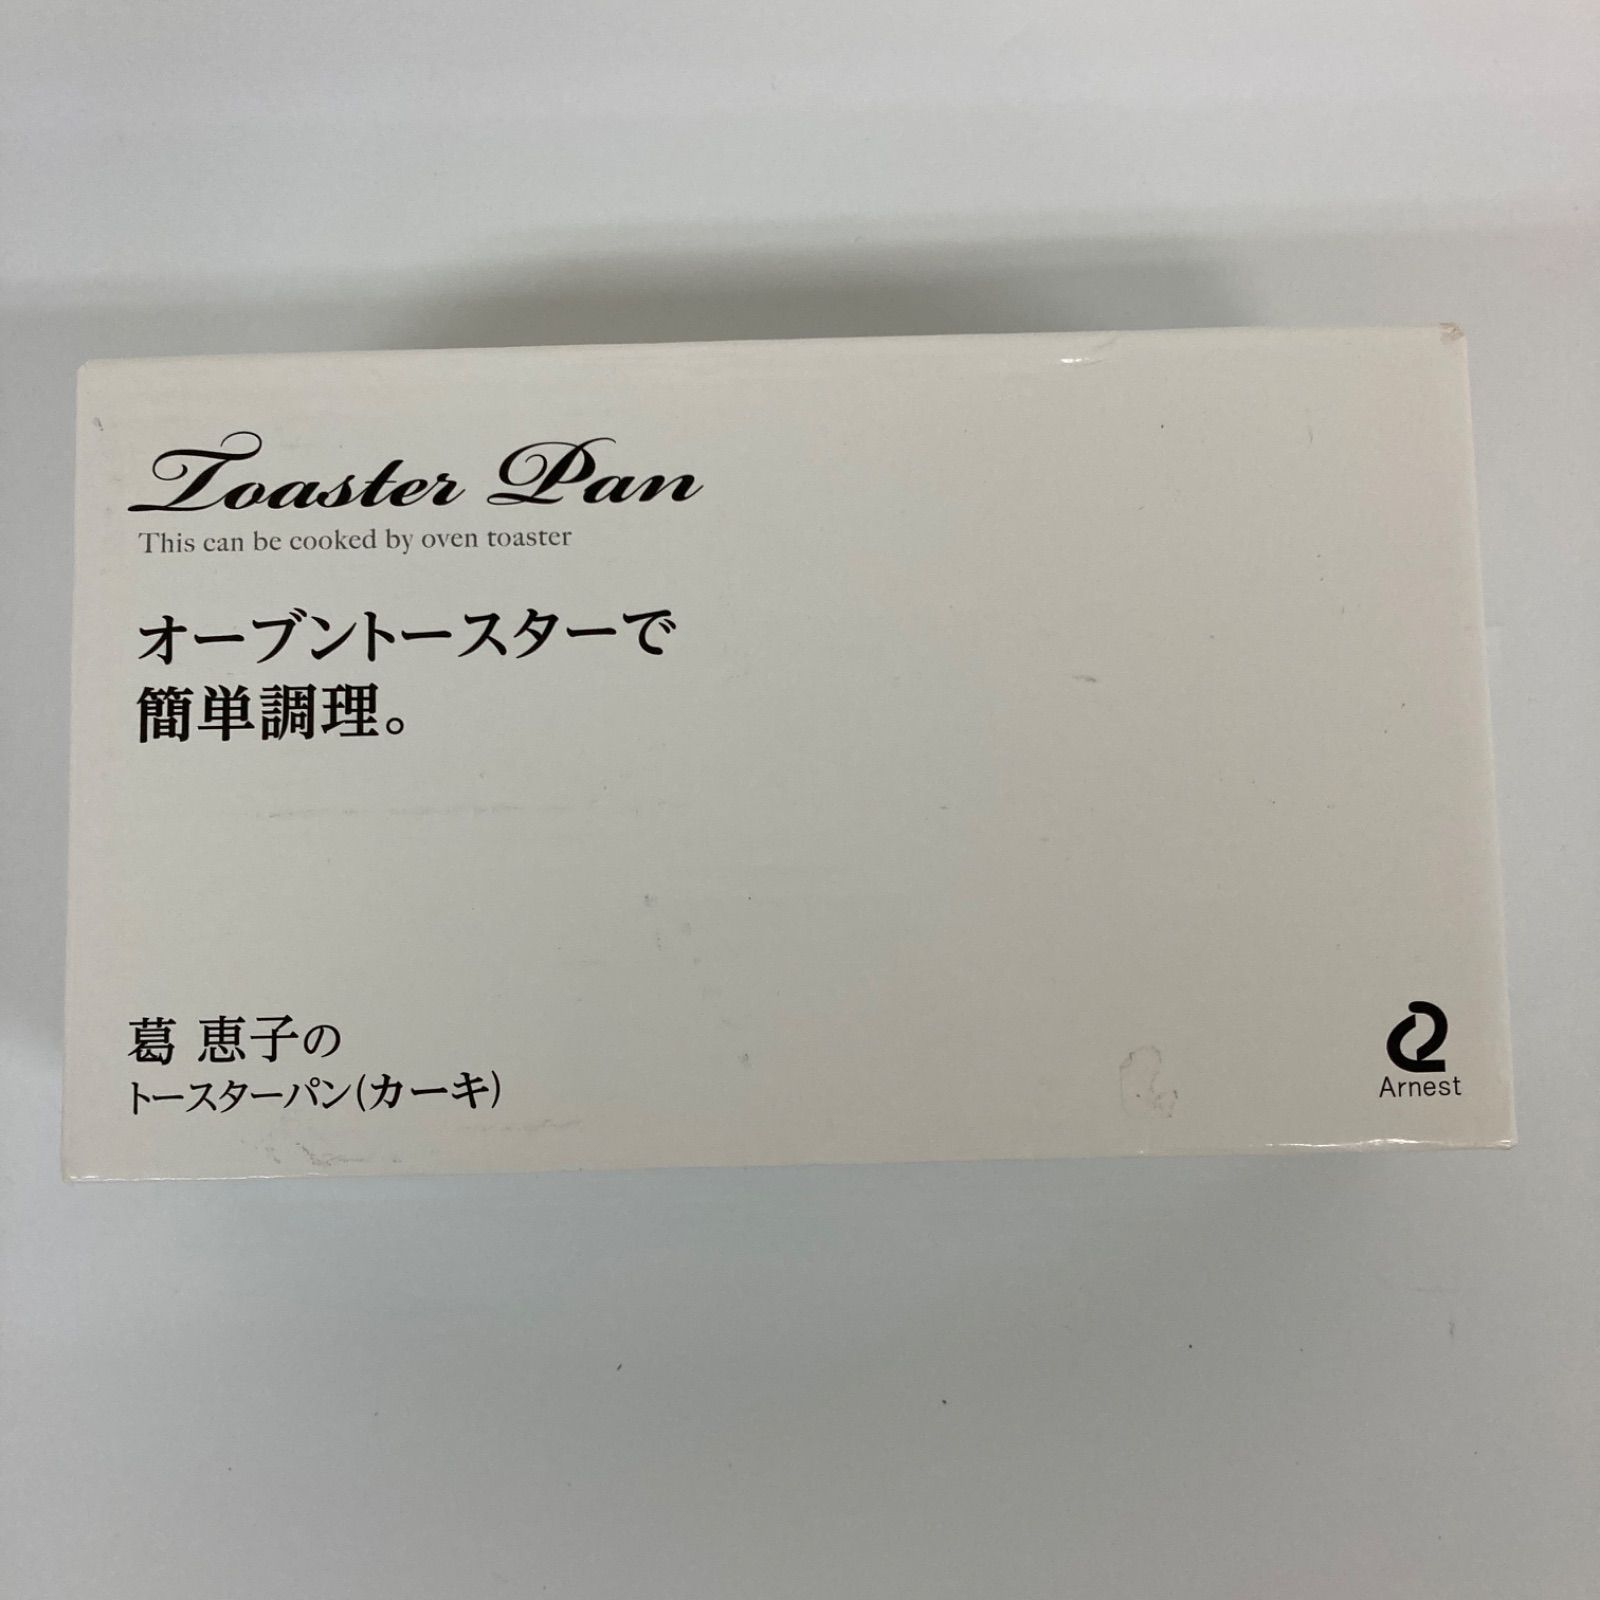 Toaster Pan
This can be cooked by oven toaster
オーブントースターで
簡単調理。
葛 恵子の
トースターパン(カーキ)
Arnest